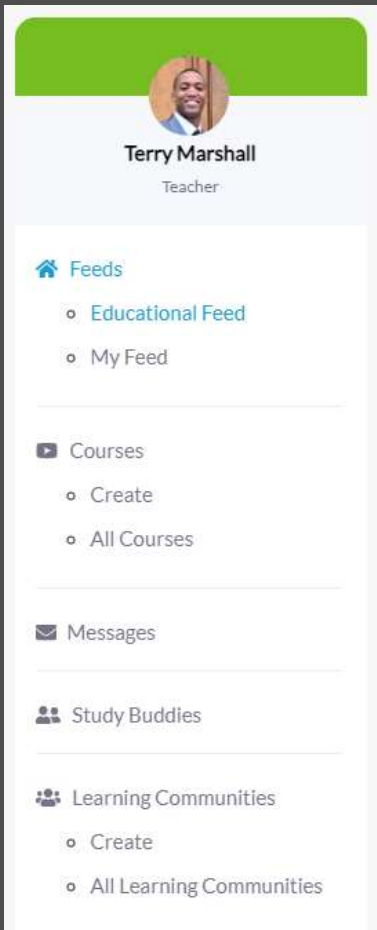 Terry Marshall
Teacher
Feeds
Educational Feed
My Feed
Courses
Create
All Courses
Messages
Study Buddies
Learning Communities
Create
All Learning Communities